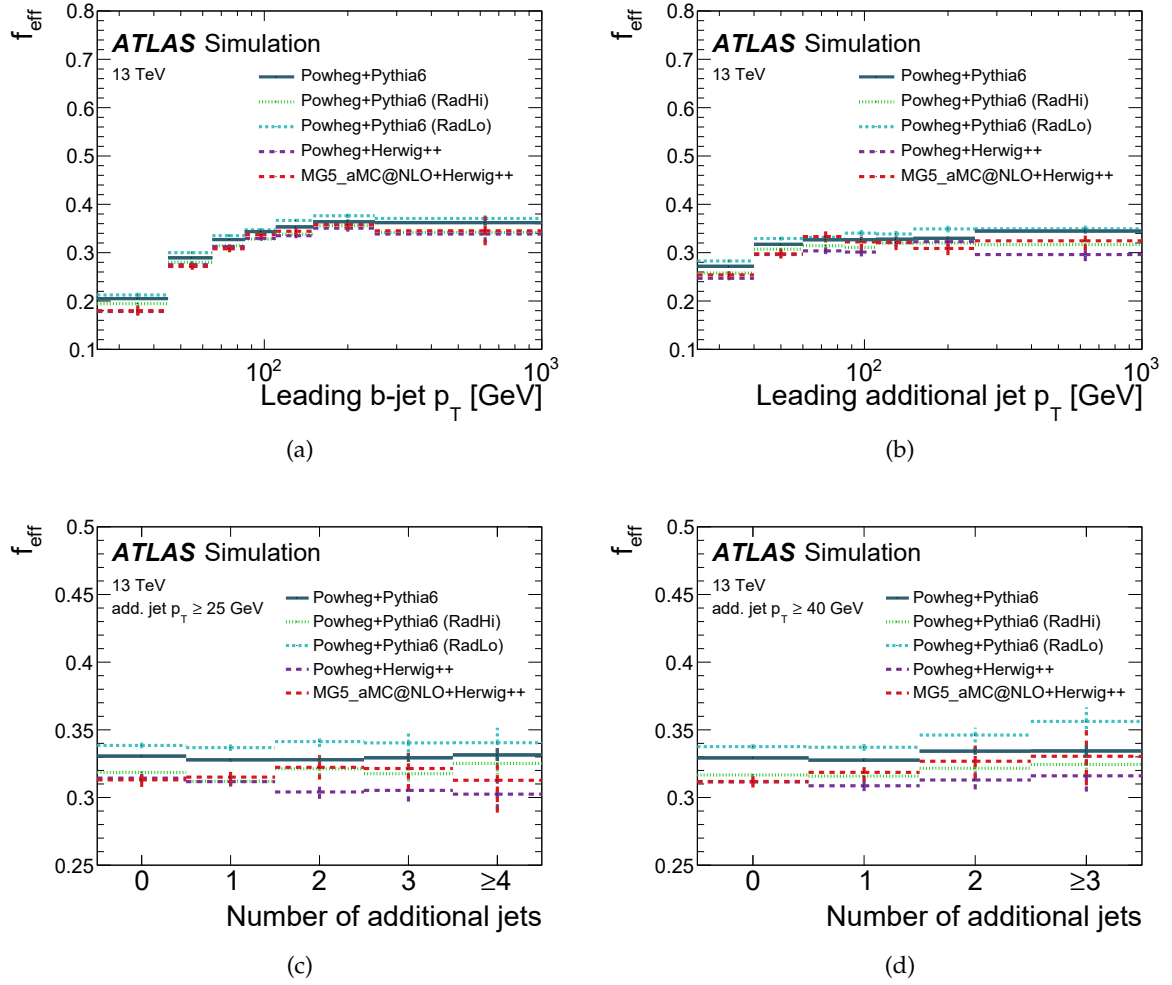 f_eff
0.8
0.7
0.6
0.5
0.4
0.3
0.2
0.1
ATLAS Simulation
13 TeV
Powheg+Pythia6
Powheg+Pythia6 (RadHi)
Powheg+Pythia6 (RadLo)
Powheg+Herwig++
MG5_aMC@NLO+Herwig++
10² 10³
Leading b-jet p_T [GeV]
(a)
f_eff
0.8
0.7
0.6
0.5
0.4
0.3
0.2
0.1
ATLAS Simulation
13 TeV
Powheg+Pythia6
Powheg+Pythia6 (RadHi)
Powheg+Pythia6 (RadLo)
Powheg+Herwig++
MG5_aMC@NLO+Herwig++
10² 10³
Leading additional jet p_T [GeV]
(b)
f_eff
0.5
0.45
0.4
0.35
0.3
0.25
ATLAS Simulation
13 TeV
add. jet p_T ≥ 25 GeV
Powheg+Pythia6
Powheg+Pythia6 (RadHi)
Powheg+Pythia6 (RadLo)
Powheg+Herwig++
MG5_aMC@NLO+Herwig++
0 1 2 3 ≥4
Number of additional jets
(c)
f_eff
0.5
0.45
0.4
0.35
0.3
0.25
ATLAS Simulation
13 TeV
add. jet p_T ≥ 40 GeV
Powheg+Pythia6
Powheg+Pythia6 (RadHi)
Powheg+Pythia6 (RadLo)
Powheg+Herwig++
MG5_aMC@NLO+Herwig++
0 1 2 ≥3
Number of additional jets
(d)